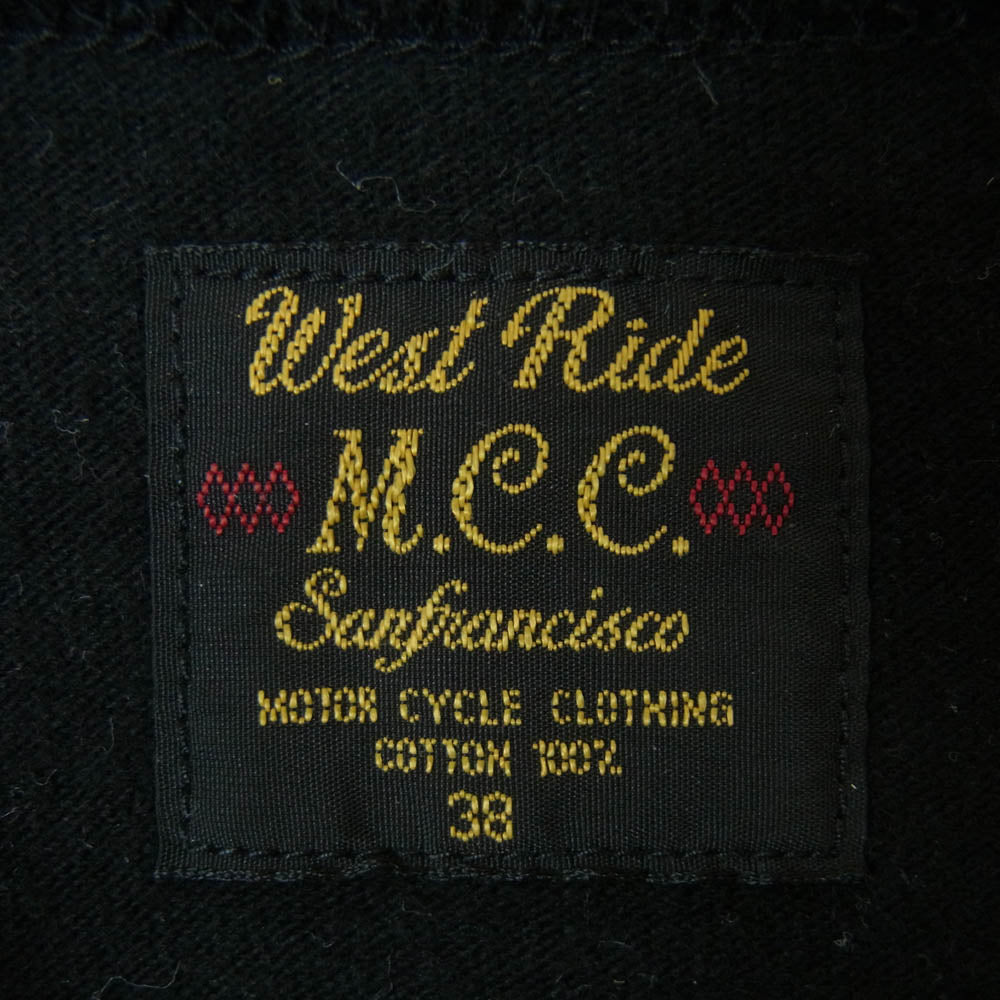 West Ride
M.C.C.
Sanfrancisco
MOTOR CYCLE CLOTHING
COTTON 100%
38